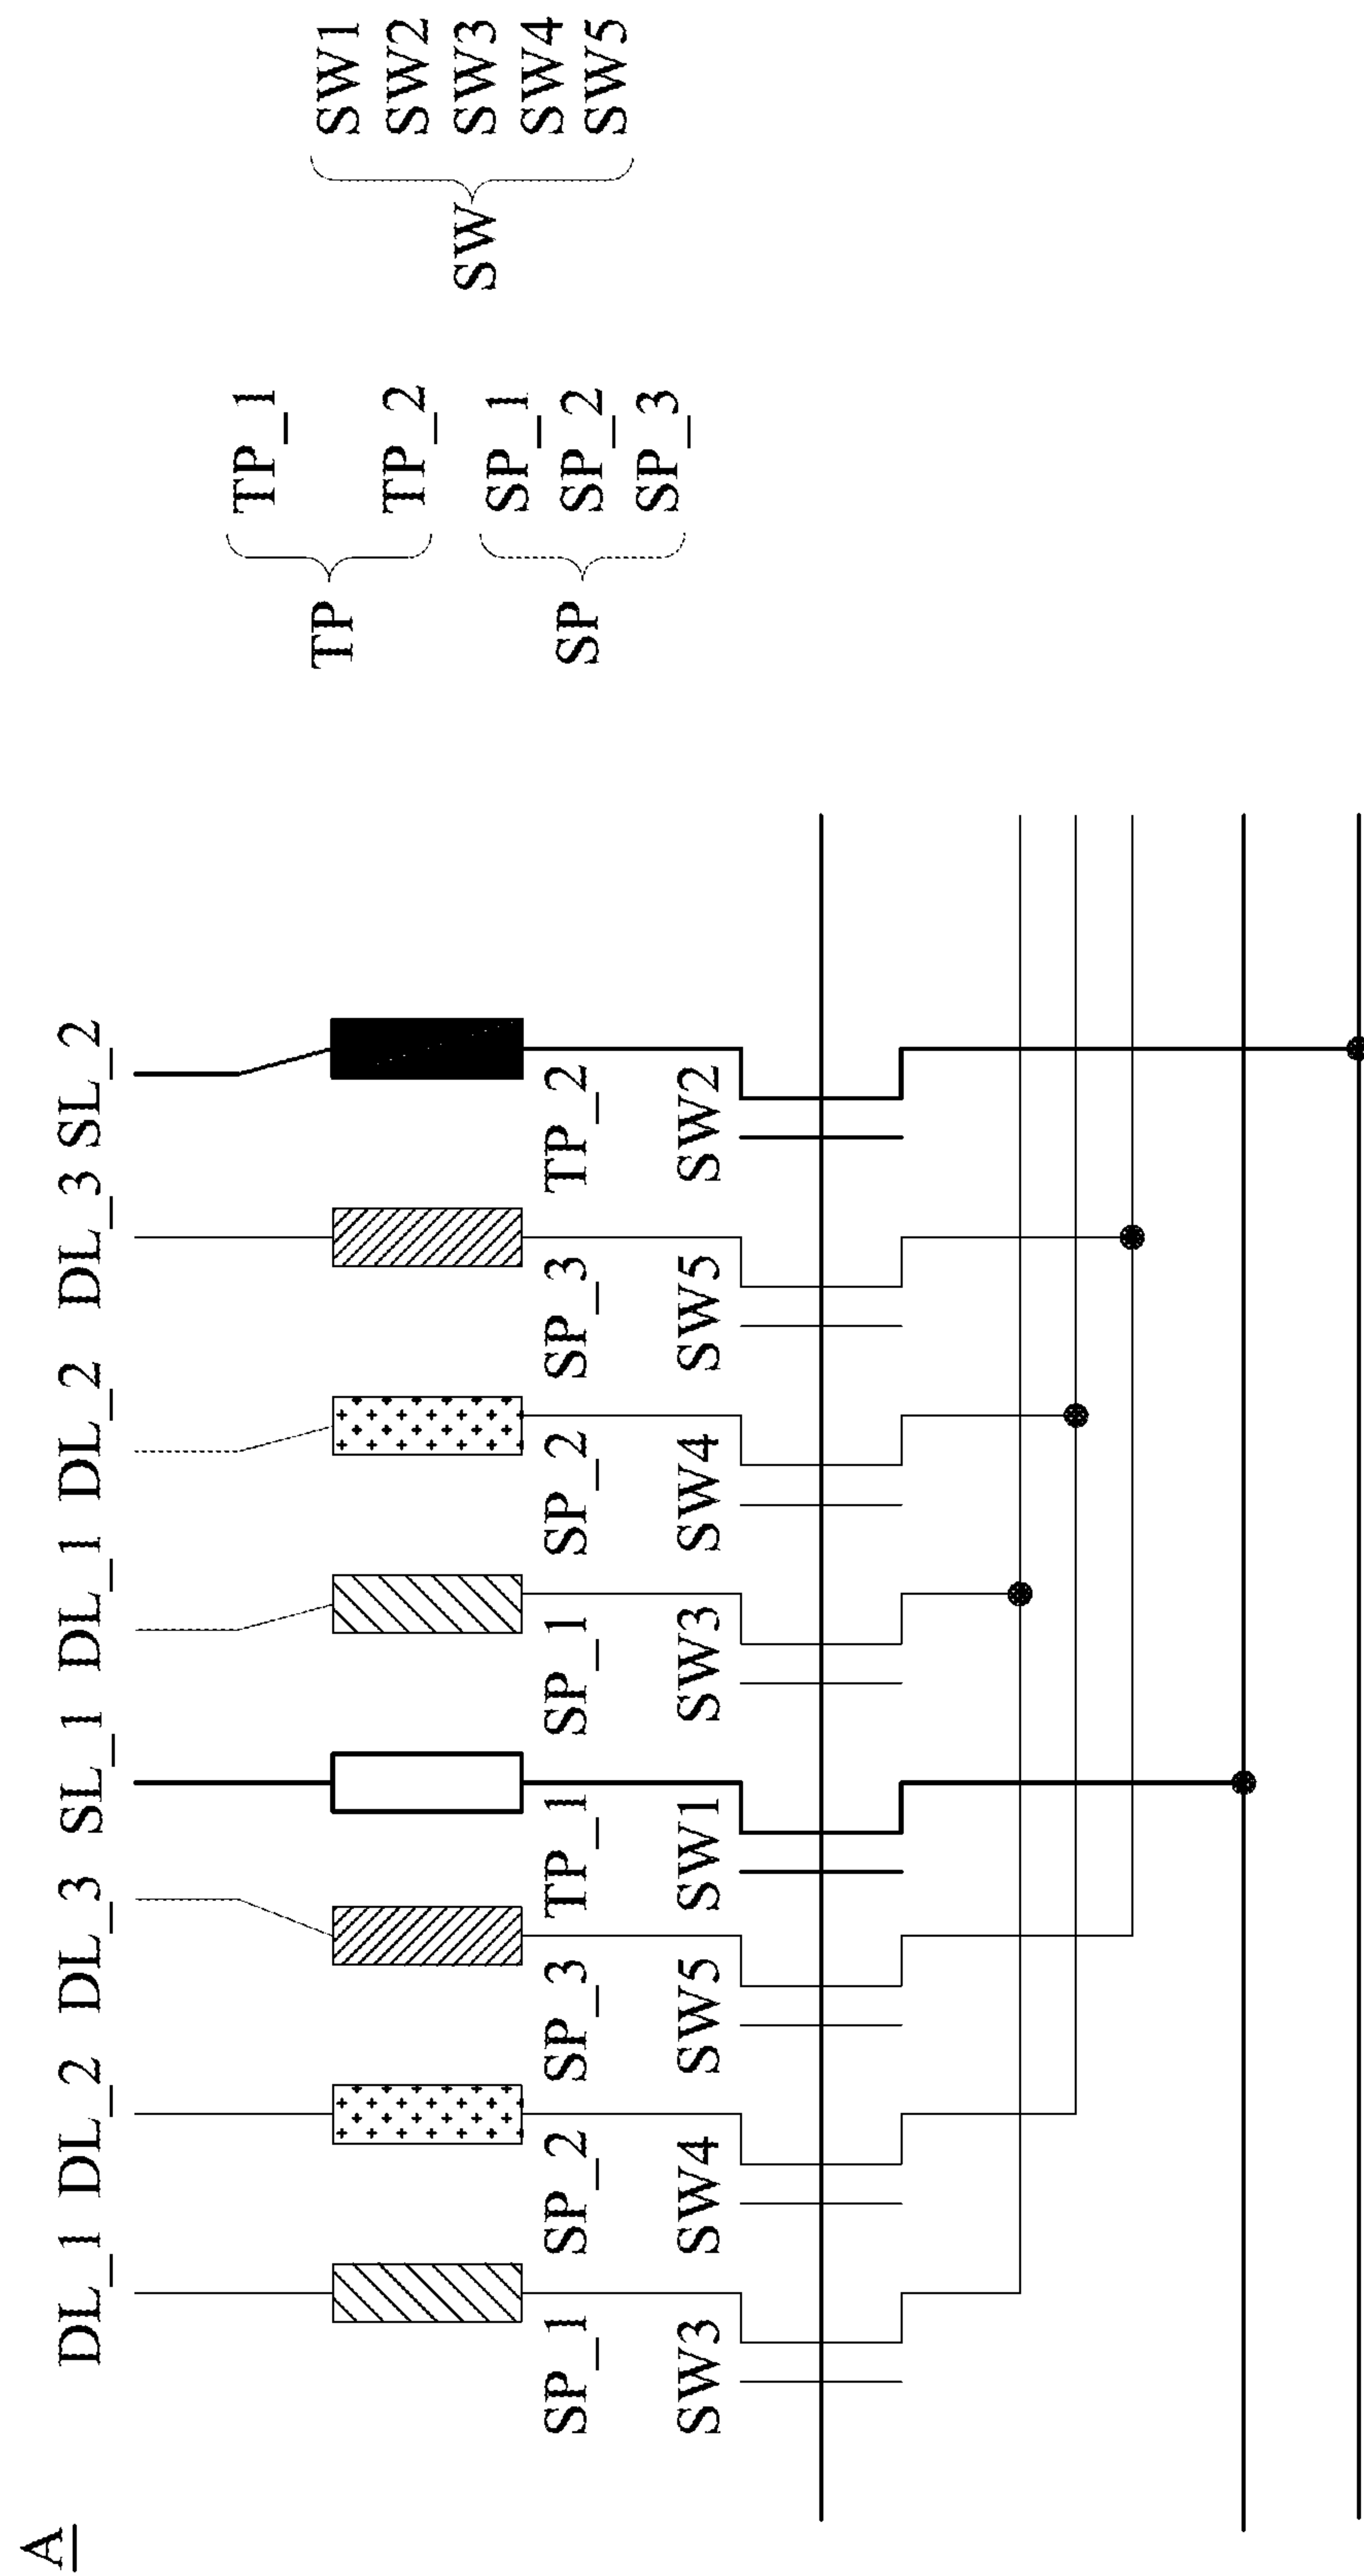 A
DL_1 DL_2 DL_3 SL_1 DL_1 DL_2 DL_3 SL_2
SP_1 SP_2 SP_3 TP_1 SP_1 SP_2 SP_3 TP_2
SW3 SW4 SW5 SW1 SW3 SW4 SW5 SW2
TP
TP_1
TP_2
SP
SP_1
SP_2
SP_3
SW
SW1
SW2
SW3
SW4
SW5